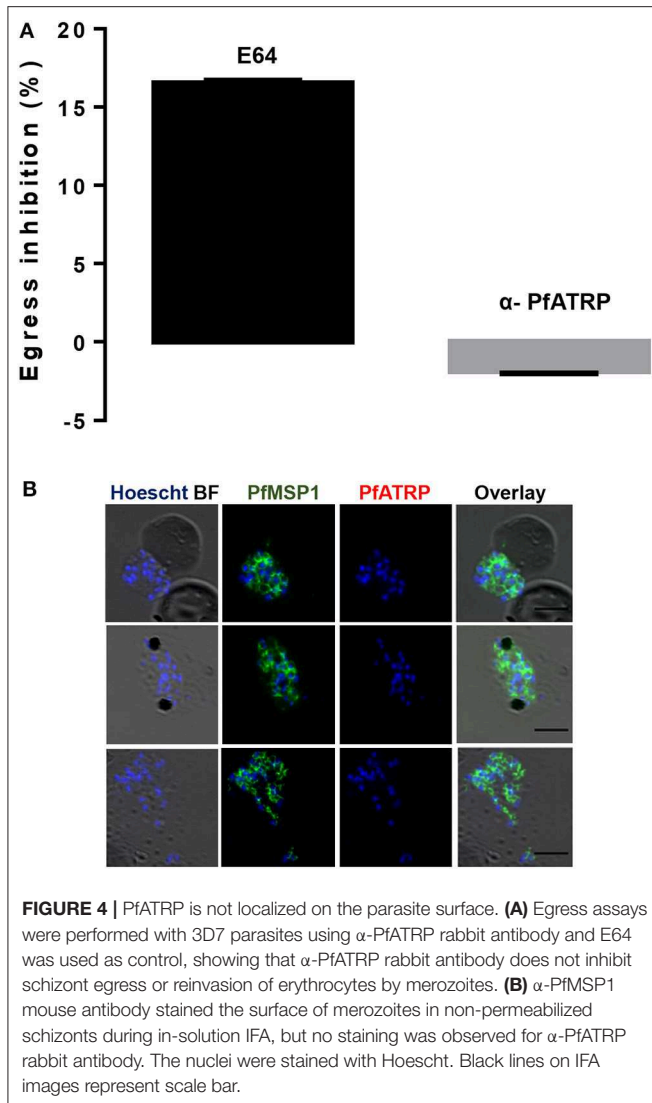 A
20
15
10
5
0
-5
Egress inhibition (%)
E64
α- PfATRP
B
Hoescht BF PfMSP1 PfATRP Overlay
FIGURE 4 | PfATRP is not localized on the parasite surface. (A) Egress assays
were performed with 3D7 parasites using α-PfATRP rabbit antibody and E64
was used as control, showing that α-PfATRP rabbit antibody does not inhibit
schizont egress or reinvasion of erythrocytes by merozoites. (B) α-PfMSP1
mouse antibody stained the surface of merozoites in non-permeabilized
schizonts during in-solution IFA, but no staining was observed for α-PfATRP
rabbit antibody. The nuclei were stained with Hoescht. Black lines on IFA
images represent scale bar.